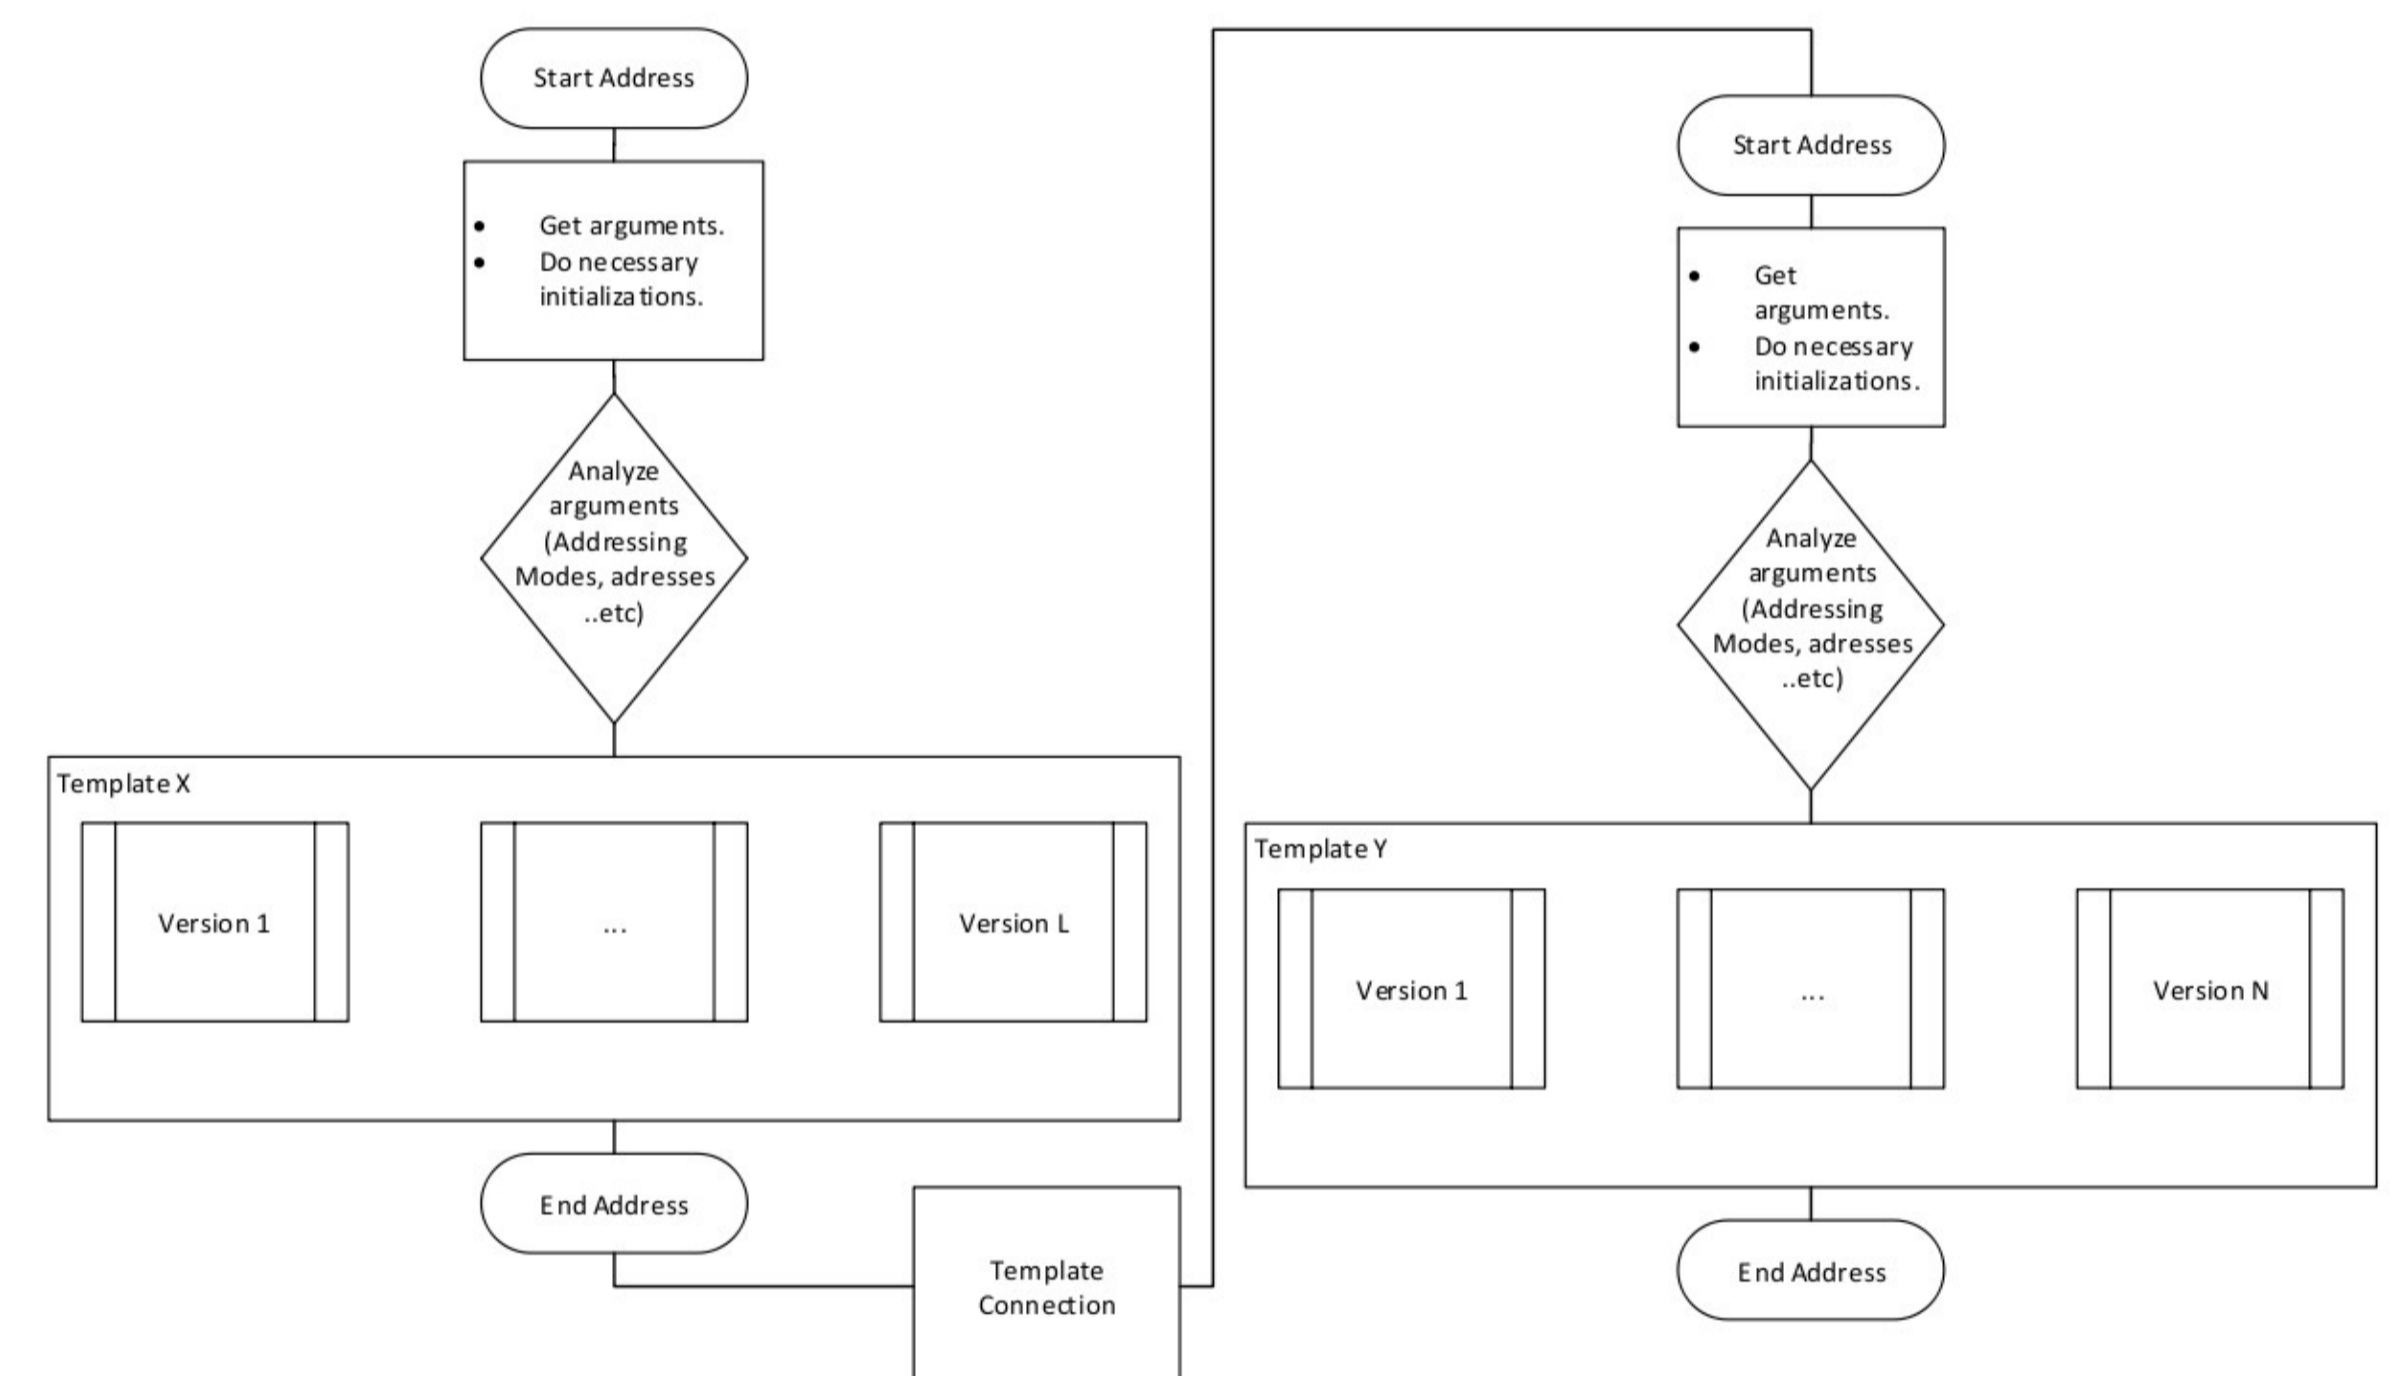 Start Address
• Get arguments.
• Do necessary
initializations.
Analyze
arguments
(Addressing
Modes, adresses
..etc)
Template X
Version 1
...
Version L
End Address
Template
Connection
Start Address
• Get
arguments.
• Do necessary
initializations.
Analyze
arguments
(Addressing
Modes, adresses
..etc)
Template Y
Version 1
...
Version N
End Address